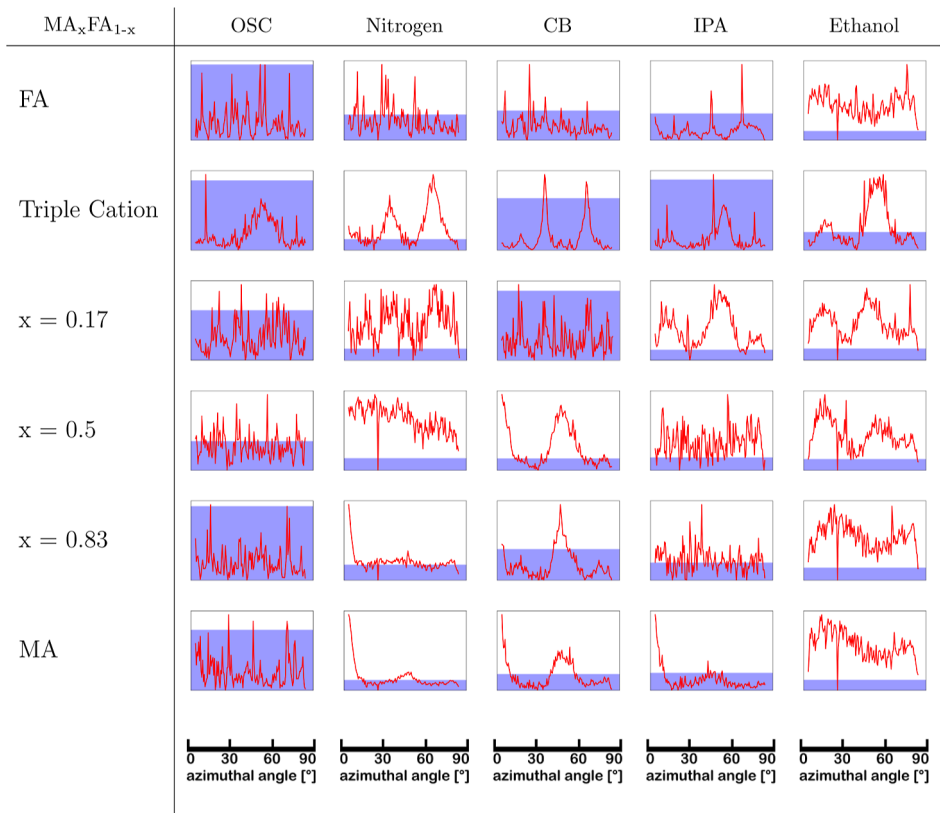 MAₓFA₁₋ₓ OSC Nitrogen CB IPA Ethanol
FA
Triple Cation
x = 0.17
x = 0.5
x = 0.83
MA
0 30 60 90 0 30 60 90 0 30 60 90 0 30 60 90 0 30 60 90
azimuthal angle [°] azimuthal angle [°] azimuthal angle [°] azimuthal angle [°] azimuthal angle [°]